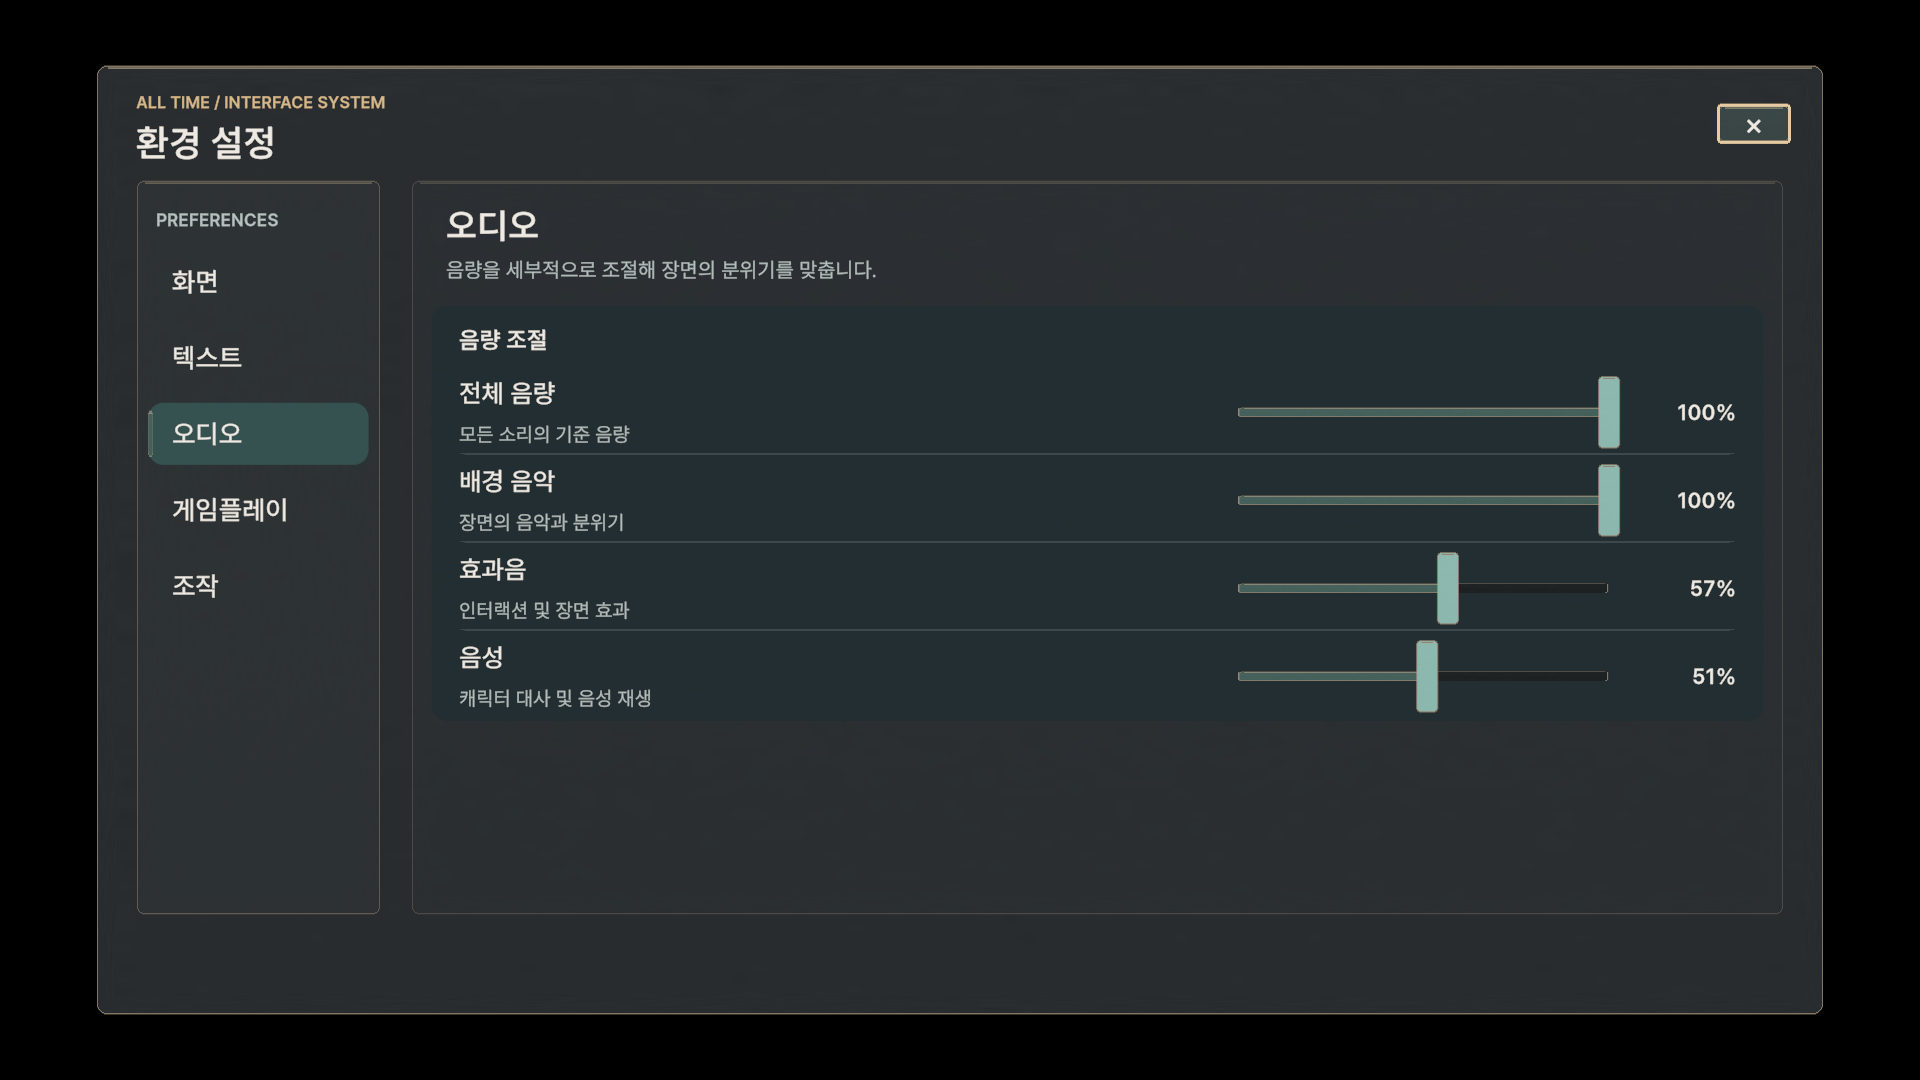 ALL TIME / INTERFACE SYSTEM
환경 설정
×
PREFERENCES
화면
텍스트
오디오
게임플레이
조작
오디오
음량을 세부적으로 조절해 장면의 분위기를 맞춥니다.
음량 조절
전체 음량
모든 소리의 기준 음량
100%
배경 음악
장면의 음악과 분위기
100%
효과음
인터랙션 및 장면 효과
57%
음성
캐릭터 대사 및 음성 재생
51%